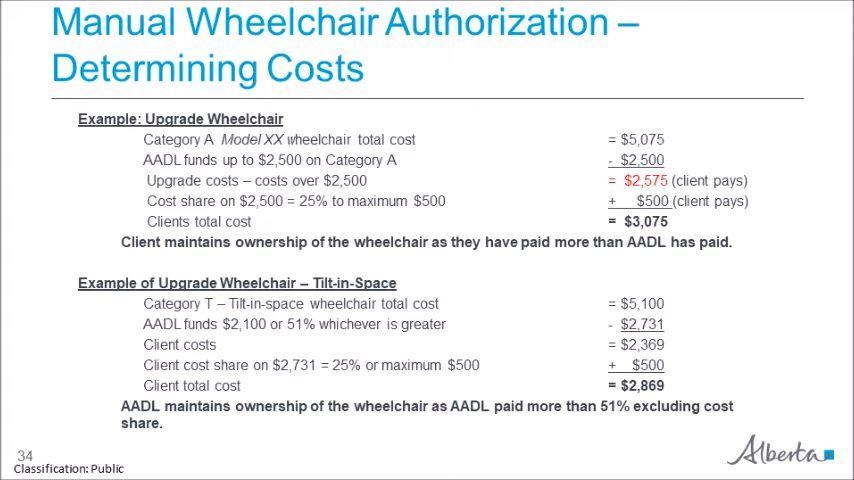 Manual Wheelchair Authorization –
Determining Costs
Example: Upgrade Wheelchair
Category A Model XX wheelchair total cost = $5,075
AADL funds up to $2,500 on Category A - $2,500
Upgrade costs – costs over $2,500 = $2,575 (client pays)
Cost share on $2,500 = 25% to maximum $500 + $500 (client pays)
Clients total cost = $3,075
Client maintains ownership of the wheelchair as they have paid more than AADL has paid.
Example of Upgrade Wheelchair – Tilt-in-Space
Category T – Tilt-in-space wheelchair total cost = $5,100
AADL funds $2,100 or 51% whichever is greater - $2,731
Client costs = $2,369
Client cost share on $2,731 = 25% or maximum $500 + $500
Client total cost = $2,869
AADL maintains ownership of the wheelchair as AADL paid more than 51% excluding cost
share.
34
Classification: Public
Alberta